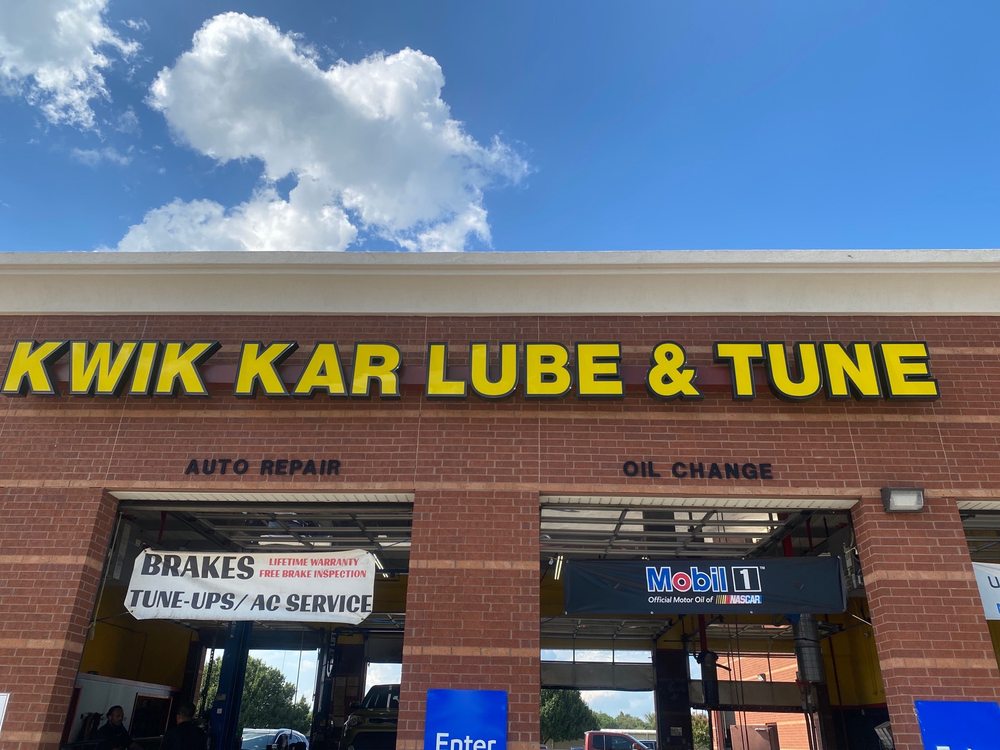 KWIK KAR LUBE & TUNE
AUTO REPAIR
OIL CHANGE
BRAKES
LIFETIME WARRANTY
FREE BRAKE INSPECTION
TUNE-UPS/ AC SERVICE
Mobil 1™
Official Motor Oil of NASCAR
Enter